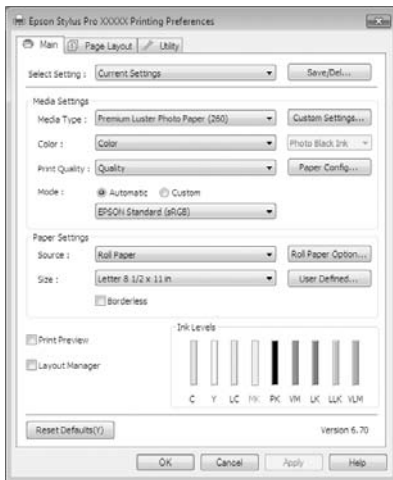 Epson Stylus Pro XXXXX Printing Preferences
Main Page Layout Utility
Select Setting : Current Settings Save/Del...
Media Settings
Media Type : Premium Luster Photo Paper (260) Custom Settings...
Color : Color Photo Black Ink
Print Quality : Quality Paper Config...
Mode : Automatic Custom
EPSON Standard (sRGB)
Paper Settings
Source : Roll Paper Roll Paper Option...
Size : Letter 8 1/2 x 11 in User Defined...
Borderless
Ink Levels
Print Preview
Layout Manager
C Y LC MK PK VM LK LLK VLM
Reset Defaults(Y) Version 6.70
OK Cancel Apply Help